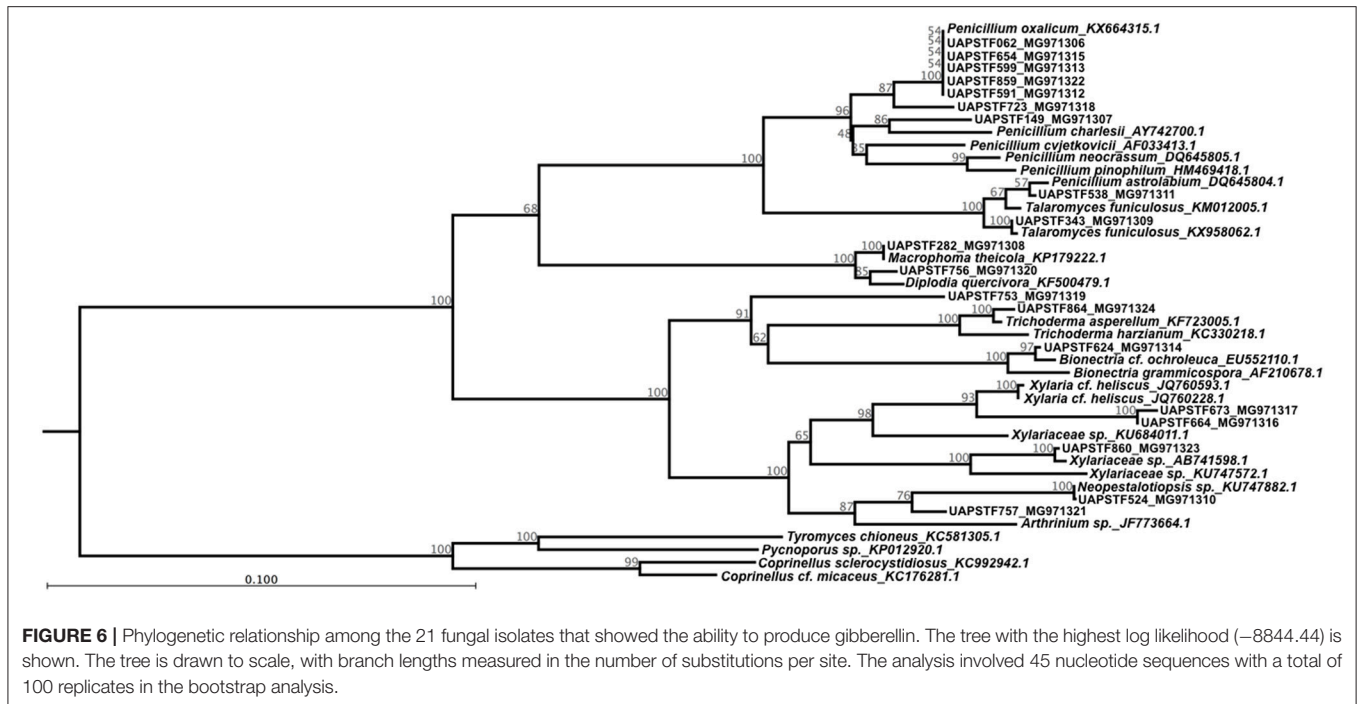 54
Penicillium oxalicum_KX664315.1
54
UAPSTF062_MG971306
54
UAPSTF654_MG971315
54
UAPSTF599_MG971313
100
UAPSTF859_MG971322
UAPSTF591_MG971312
87
UAPSTF723_MG971318
96
86
UAPSTF149_MG971307
48
Penicillium charlesii_AY742700.1
85
Penicillium cvjetkovicii_AF033413.1
99
Penicillium neocrassum_DQ645805.1
100
Penicillium pinophilum_HM469418.1
57
Penicillium astrolabium_DQ645804.1
67
UAPSTF538_MG971311
100
Talaromyces funiculosus_KM012005.1
100
UAPSTF343_MG971309
Talaromyces funiculosus_KX958062.1
68
100
UAPSTF282_MG971308
100
Macrophoma theicola_KP179222.1
85
UAPSTF756_MG971320
Diplodia quercivora_KF500479.1
100
UAPSTF753_MG971319
91
100
UAPSTF864_MG971324
100
Trichoderma asperellum_KF723005.1
62
Trichoderma harzianum_KC330218.1
97
UAPSTF624_MG971314
100
Bionectria cf. ochroleuca_EU552110.1
Bionectria grammicospora_AF210678.1
100
100
Xylaria cf. heliscus_JQ760593.1
93
Xylaria cf. heliscus_JQ760228.1
98
100
UAPSTF673_MG971317
UAPSTF664_MG971316
65
Xylariaceae sp._KU684011.1
100
UAPSTF860_MG971323
100
Xylariaceae sp._AB741598.1
100
Xylariaceae sp._KU747572.1
100
Neopestalotiopsis sp._KU747882.1
76
UAPSTF524_MG971310
87
UAPSTF757_MG971321
Arthrinium sp._JF773664.1
100
Tyromyces chioneus_KC581305.1
100
Pycnoporus sp._KP012920.1
99
Coprinellus sclerocystidiosus_KC992942.1
Coprinellus cf. micaceus_KC176281.1
0.100
FIGURE 6 | Phylogenetic relationship among the 21 fungal isolates that showed the ability to produce gibberellin. The tree with the highest log likelihood (−8844.44) is
shown. The tree is drawn to scale, with branch lengths measured in the number of substitutions per site. The analysis involved 45 nucleotide sequences with a total of
100 replicates in the bootstrap analysis.